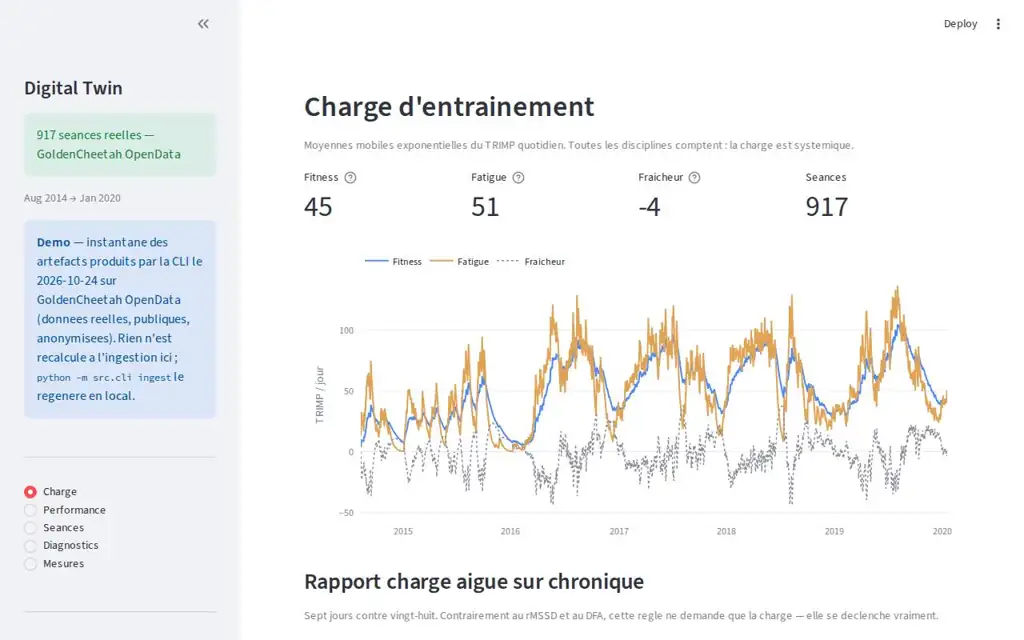 Deploy
Digital Twin
917 seances reelles —
GoldenCheetah OpenData
Aug 2014 → Jan 2020
Demo — instantane des
artefacts produits par la CLI le
2026-10-24 sur
GoldenCheetah OpenData
(donnees reelles, publiques,
anonymisees). Rien n'est
recalcule a l'ingestion ici ;
python -m src.cli ingest le
regenere en local.
Charge
Performance
Seances
Diagnostics
Mesures
Charge d'entrainement
Moyennes mobiles exponentielles du TRIMP quotidien. Toutes les disciplines comptent : la charge est systemique.
Fitness Fatigue Fraicheur Seances
45 51 -4 917
Fitness Fatigue Fraicheur
TRIMP / jour
100
50
0
−50
2015 2016 2017 2018 2019 2020
Rapport charge aigue sur chronique
Sept jours contre vingt-huit. Contrairement au rMSSD et au DFA, cette regle ne demande que la charge — elle se declenche vraiment.